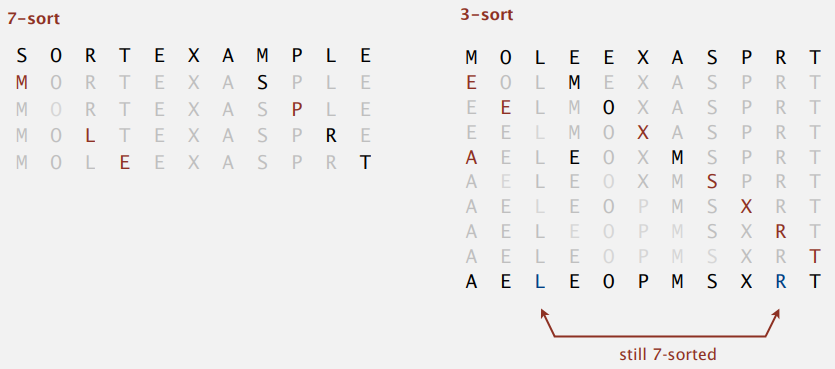 7-sort
S O R T E X A M P L E
M O R T E X A S P L E
M O R T E X A S P L E
M O L T E X A S P R E
M O L E E X A S P R T
3-sort
M O L E E X A S P R T
E O L M E X A S P R T
E E L M O X A S P R T
E E L M O X A S P R T
A E L E O X M S P R T
A E L E O X M S P R T
A E L E O P M S X R T
A E L E O P M S X R T
A E L E O P M S X R T
A E L E O P M S X R T
still 7-sorted